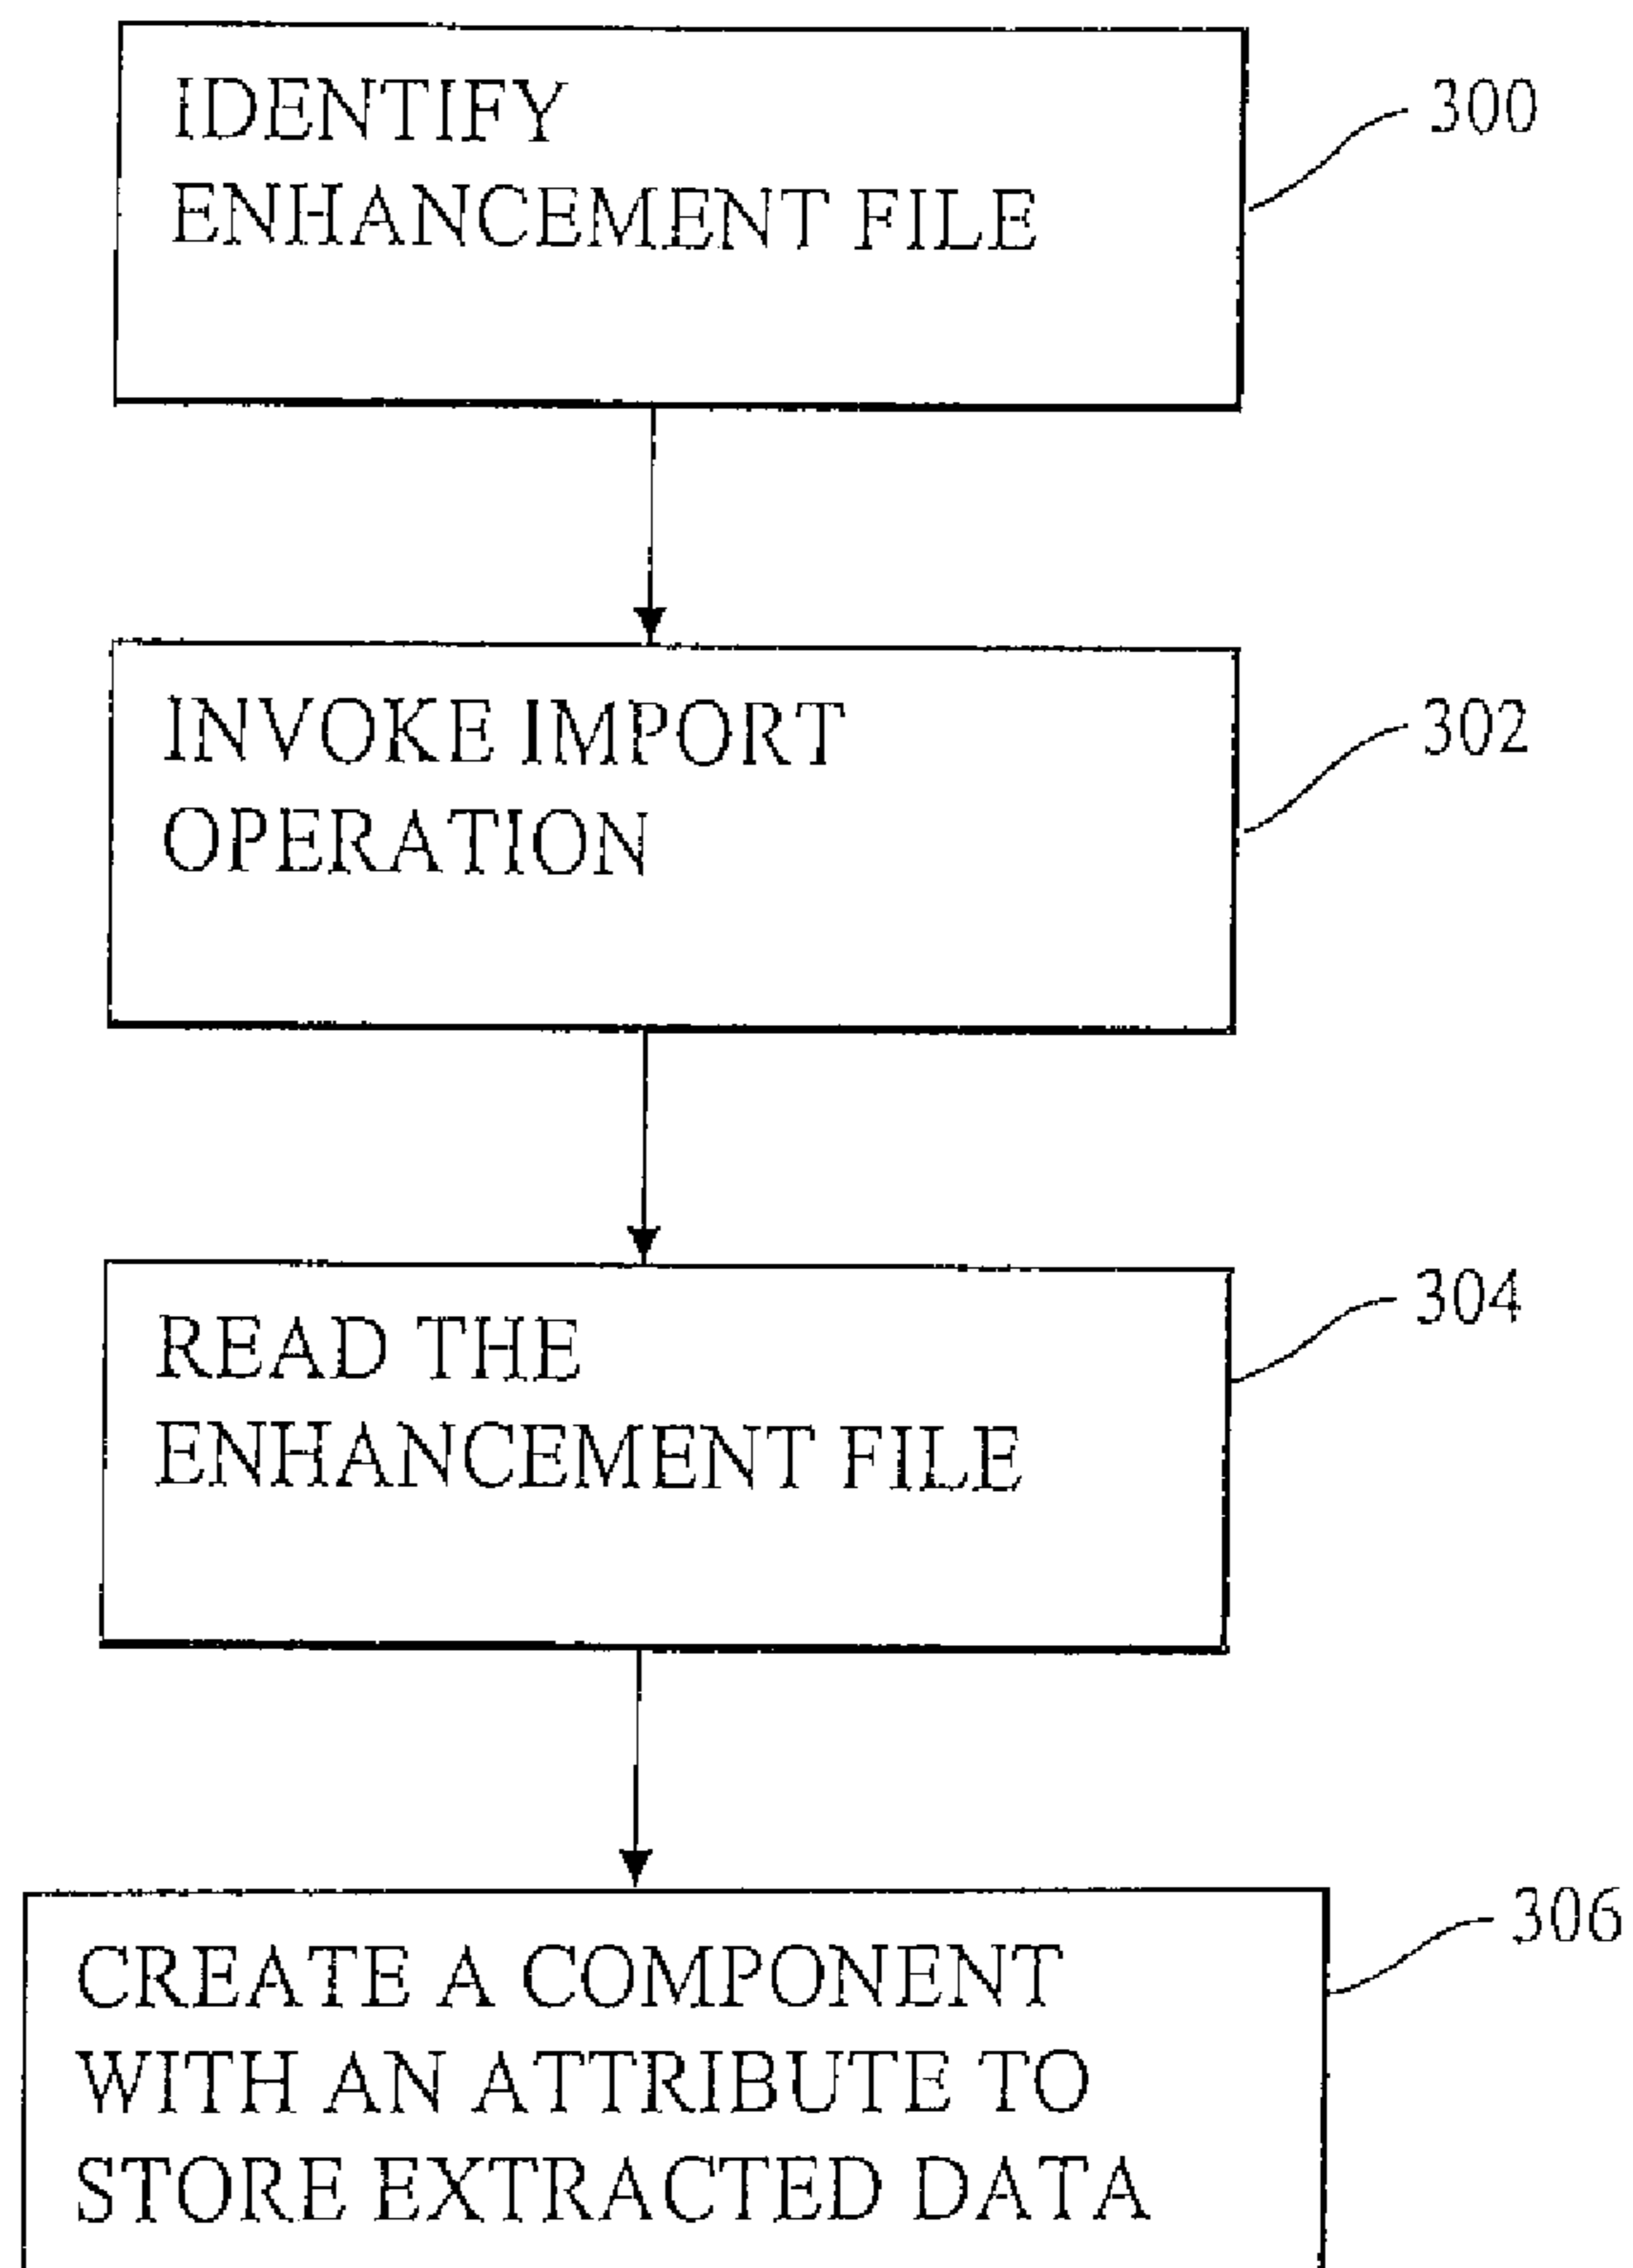 IDENTIFY
ENHANCEMENT FILE
300
INVOKE IMPORT
OPERATION
302
READ THE
ENHANCEMENT FILE
304
CREATE A COMPONENT
WITH AN ATTRIBUTE TO
STORE EXTRACTED DATA
306